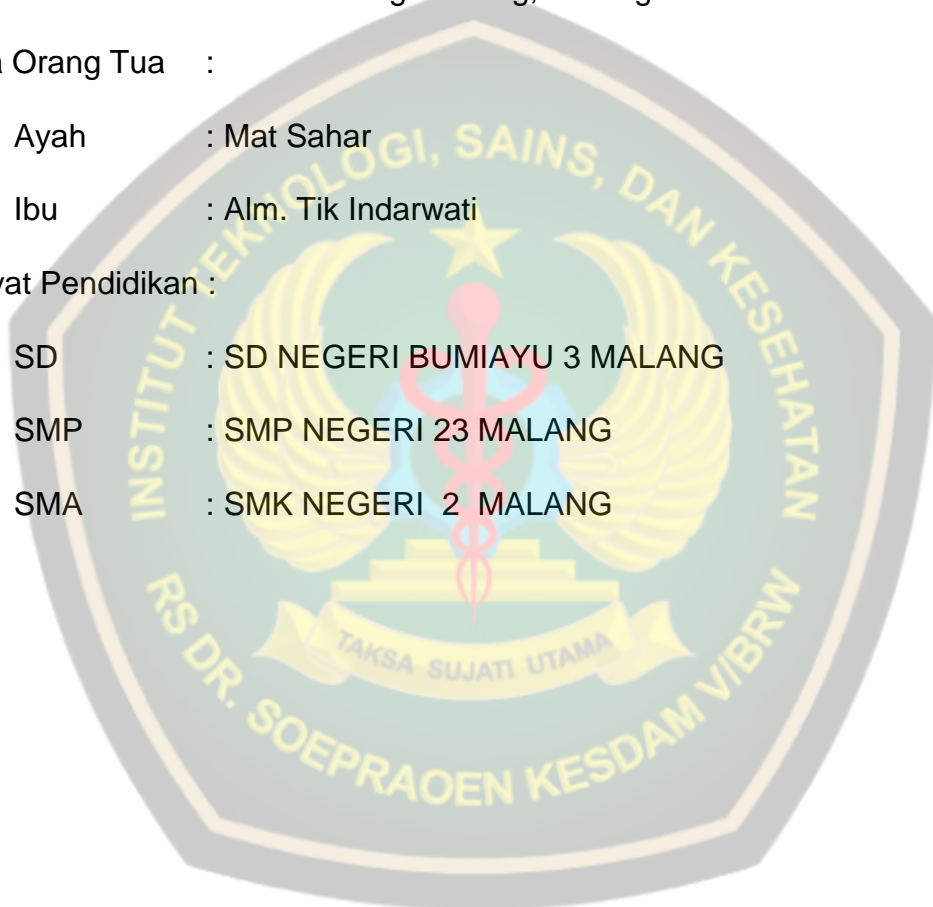 a Orang Tua :
Ayah : Mat Sahar
Ibu : Alm. Tik Indarwati
yat Pendidikan :
SD : SD NEGERI BUMIAYU 3 MALANG
SMP : SMP NEGERI 23 MALANG
SMA : SMK NEGERI 2 MALANG
INSTITUT TEKNOLOGI, SAINS, DAN KESEHATAN
TAKSA SUJATI UTAMA
RS DR. SOEPRAOEN KESDAM V/BRW